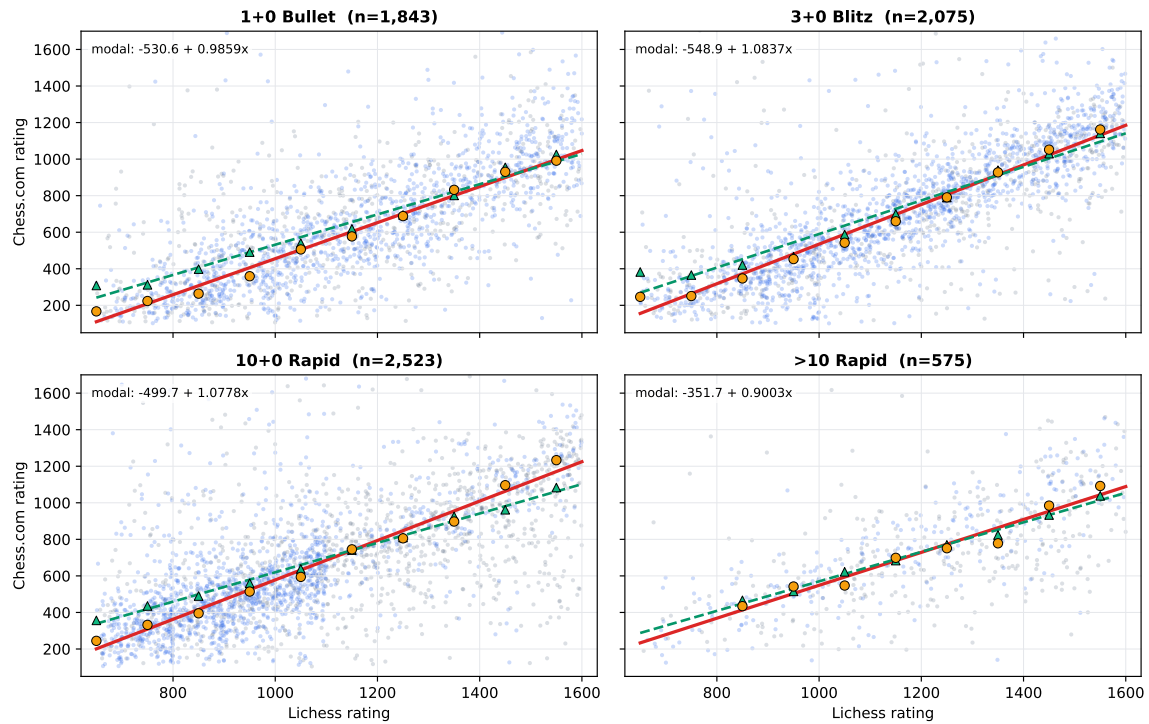 1+0 Bullet  (n=1,843)
3+0 Blitz  (n=2,075)
modal: -530.6 + 0.9859x
modal: -548.9 + 1.0837x
1600
1400
1200
1000
800
600
400
200
Chess.com rating
10+0 Rapid  (n=2,523)
>10 Rapid  (n=575)
modal: -499.7 + 1.0778x
modal: -351.7 + 0.9003x
1600
1400
1200
1000
800
600
400
200
Chess.com rating
800 1000 1200 1400 1600
800 1000 1200 1400 1600
Lichess rating
Lichess rating